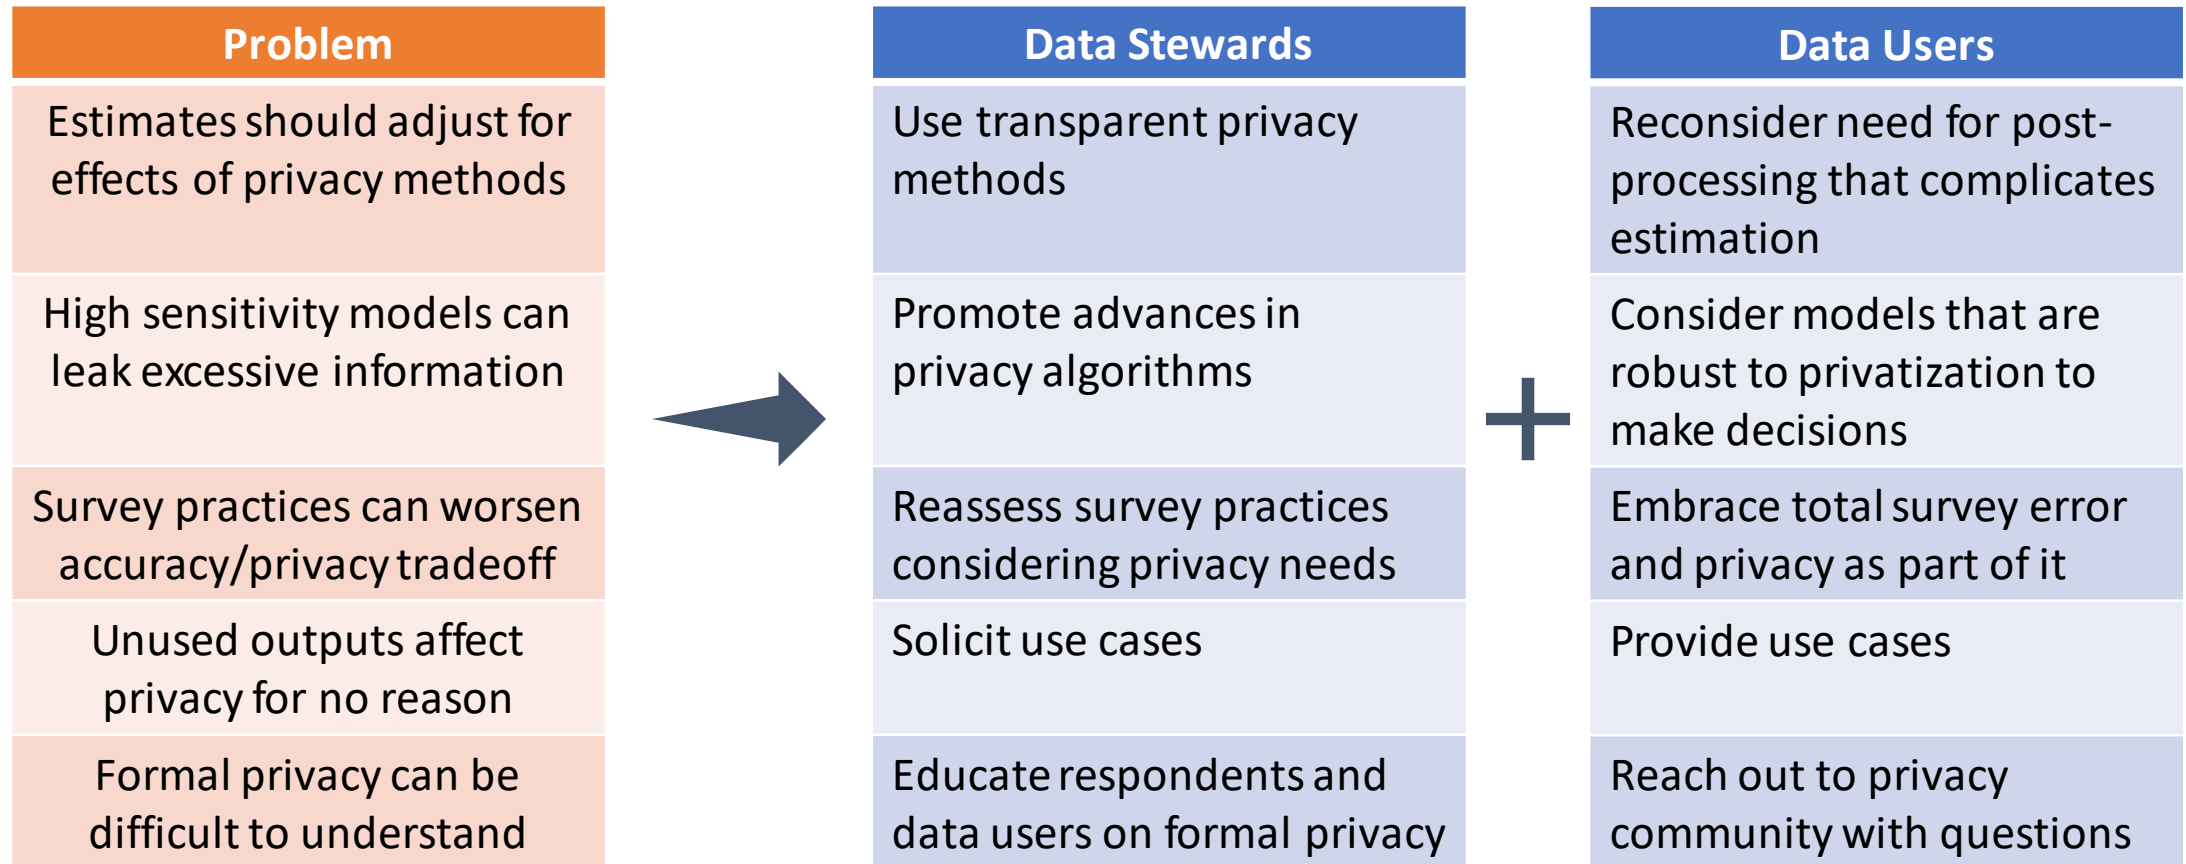 Problem
Estimates should adjust for
effects of privacy methods
High sensitivity models can
leak excessive information
Survey practices can worsen
accuracy/privacy tradeoff
Unused outputs affect
privacy for no reason
Formal privacy can be
difficult to understand
Data Stewards
Use transparent privacy
methods
Promote advances in
privacy algorithms
Reassess survey practices
considering privacy needs
Solicit use cases
Educate respondents and
data users on formal privacy
Data Users
Reconsider need for post-
processing that complicates
estimation
Consider models that are
robust to privatization to
make decisions
Embrace total survey error
and privacy as part of it
Provide use cases
Reach out to privacy
community with questions